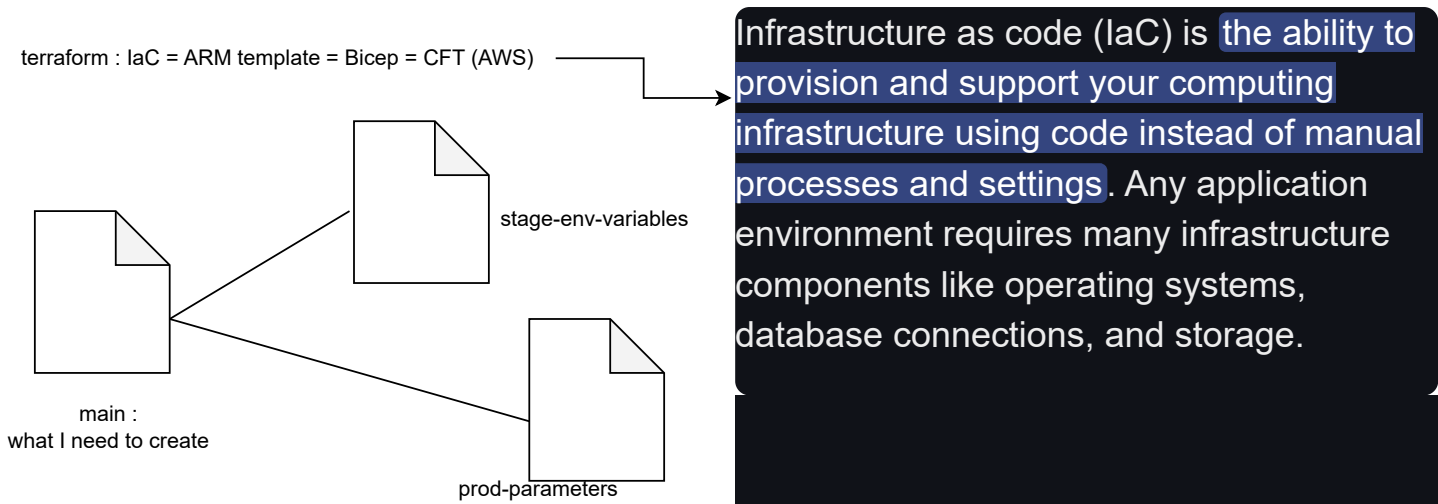 terraform : IaC = ARM template = Bicep = CFT (AWS)
stage-env-variables
main :
what I need to create
prod-parameters
Infrastructure as code (IaC) is the ability to
provision and support your computing
infrastructure using code instead of manual
processes and settings. Any application
environment requires many infrastructure
components like operating systems,
database connections, and storage.